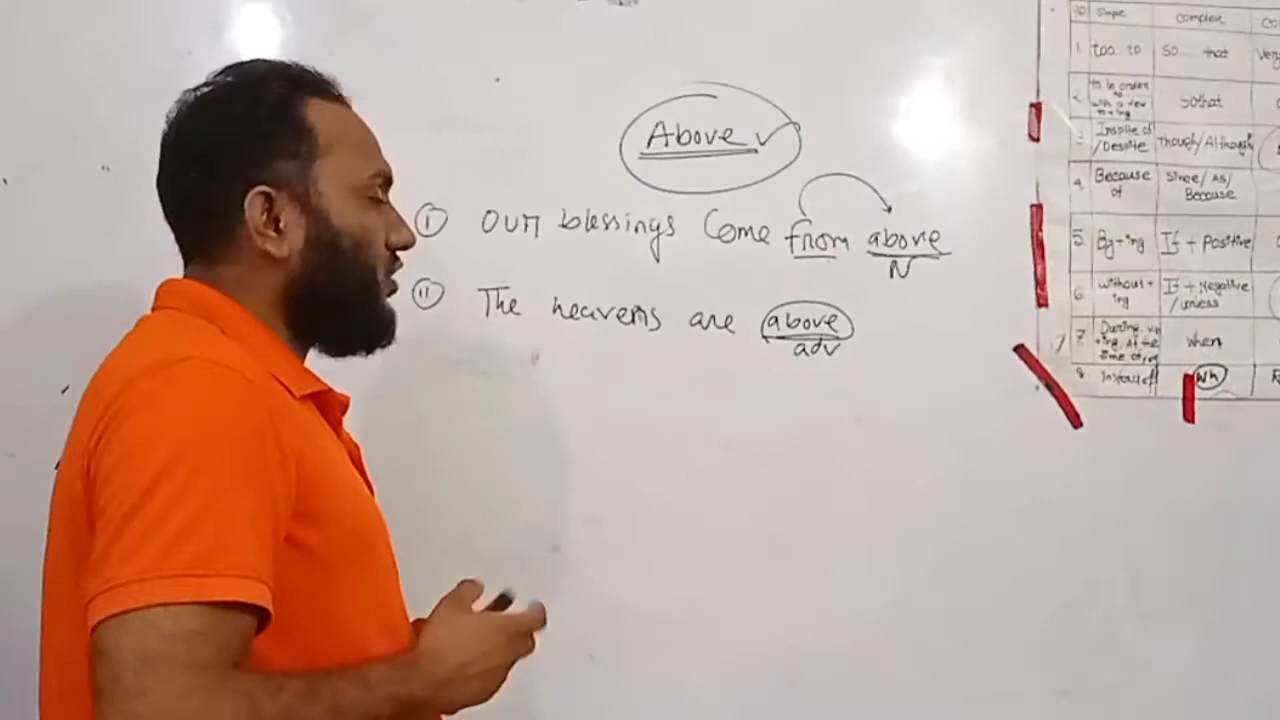 Above
① Our blessings Come from above
N
② The heavens are above
adv
Simple complex
1. too to so that
2. so that
3. Inspite of /Despite though/Although
4. Because of Since/ As/ Because
5. By+ing If + Positive
6. without+ ing If + Negative /unless
7. During when
8 Instead of Wh